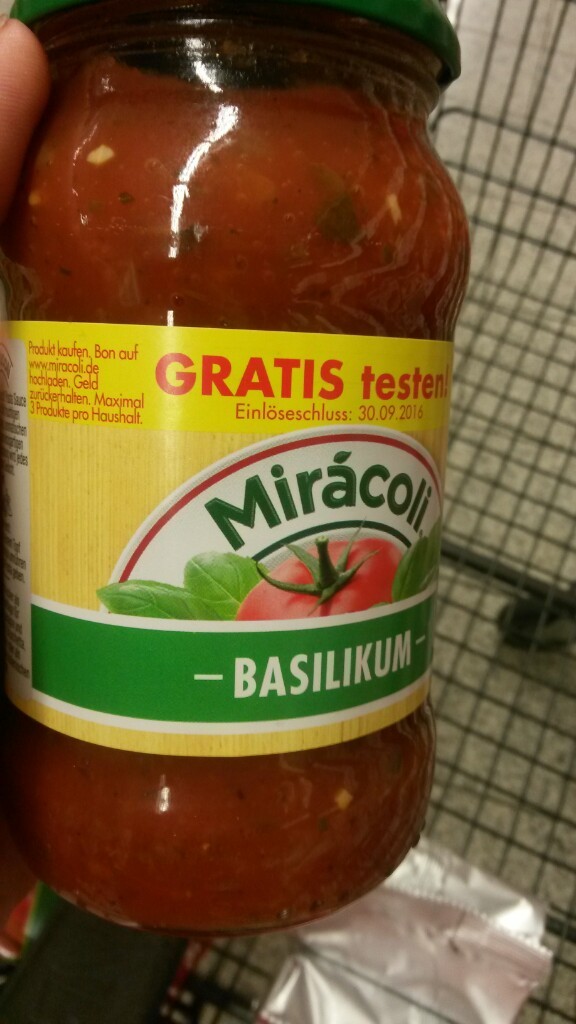 Produkt kaufen, Bon auf
www.miracoli.de
hochladen. Geld
zurückerhalten. Maximal
3 Produkte pro Haushalt.
GRATIS testen!
Einlöseschluss: 30.09.2016
Mirácoli
– BASILIKUM –